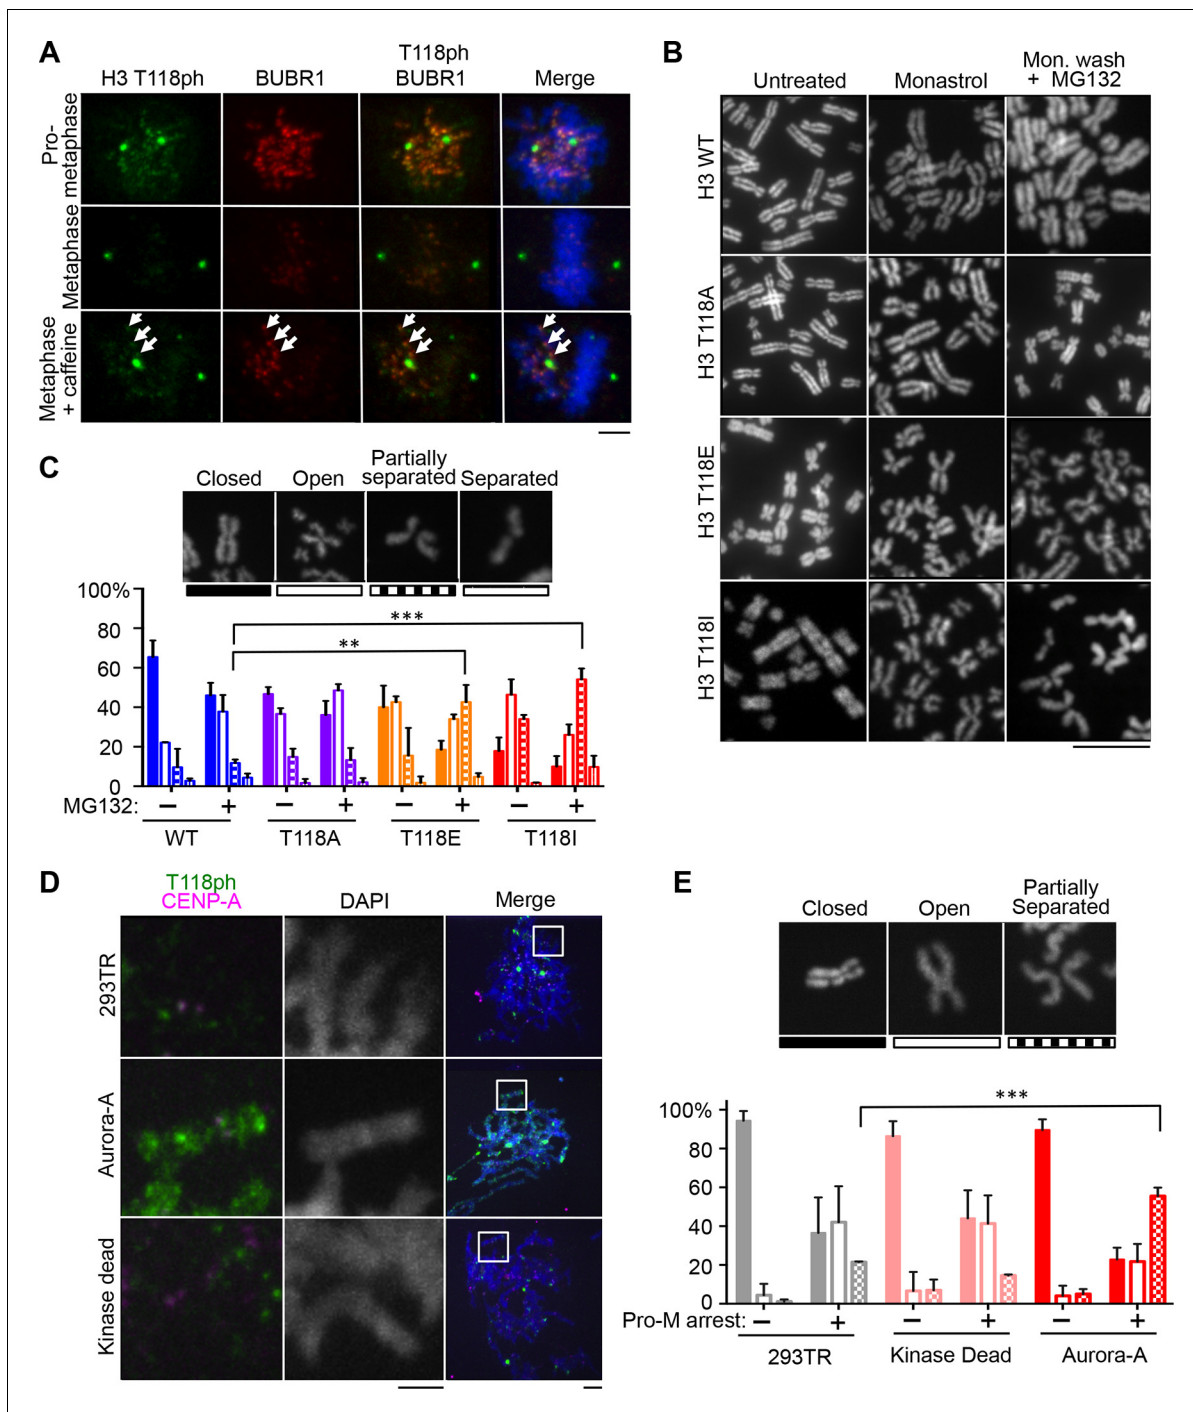 A
H3 T118ph
BUBR1
T118ph
BUBR1
Merge
Pro-
metaphase
Metaphase
Metaphase
+ caffeine
B
Untreated
Monastrol
Mon. wash
+ MG132
H3 WT
H3 T118A
H3 T118E
H3 T118I
C
Closed
Open
Partially
separated
Separated
100%
80
60
40
20
0
***
**
MG132:
− + − + − + − +
WT
T118A
T118E
T118I
D
T118ph
CENP-A
DAPI
Merge
293TR
Aurora-A
Kinase dead
E
Closed
Open
Partially
Separated
100%
80
60
40
20
0
***
Pro-M arrest:
− + − + − +
293TR
Kinase Dead
Aurora-A